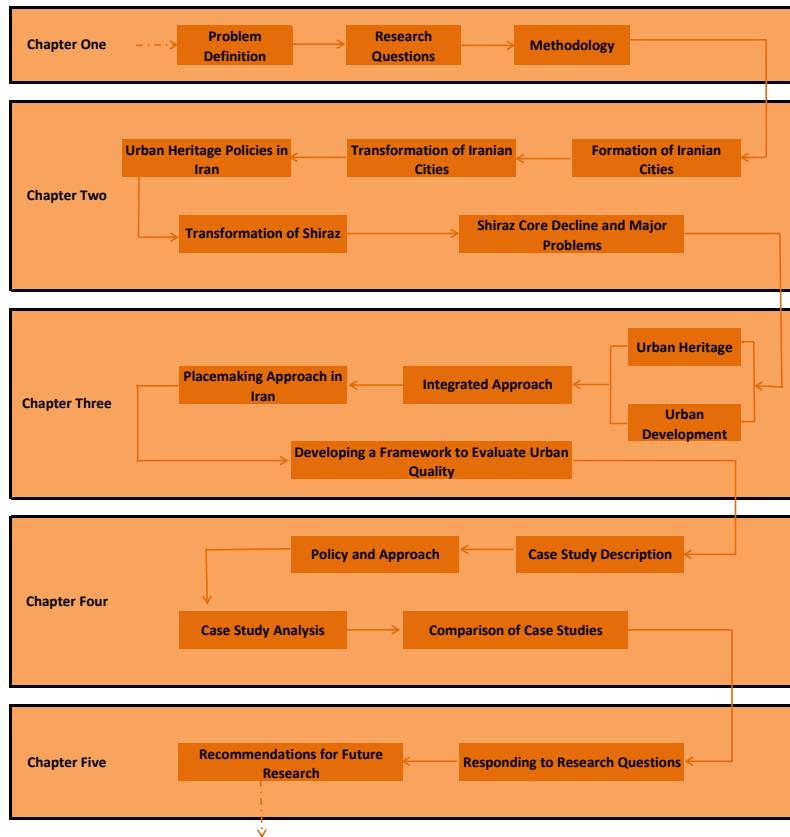 Chapter One
Problem
Definition
Research
Questions
Methodology
Chapter Two
Urban Heritage Policies in
Iran
Transformation of Iranian
Cities
Formation of Iranian
Cities
Transformation of Shiraz
Shiraz Core Decline and Major
Problems
Chapter Three
Urban Heritage
Placemaking Approach in
Iran
Integrated Approach
Urban
Development
Developing a Framework to Evaluate Urban
Quality
Chapter Four
Policy and Approach
Case Study Description
Case Study Analysis
Comparison of Case Studies
Chapter Five
Recommendations for Future
Research
Responding to Research Questions